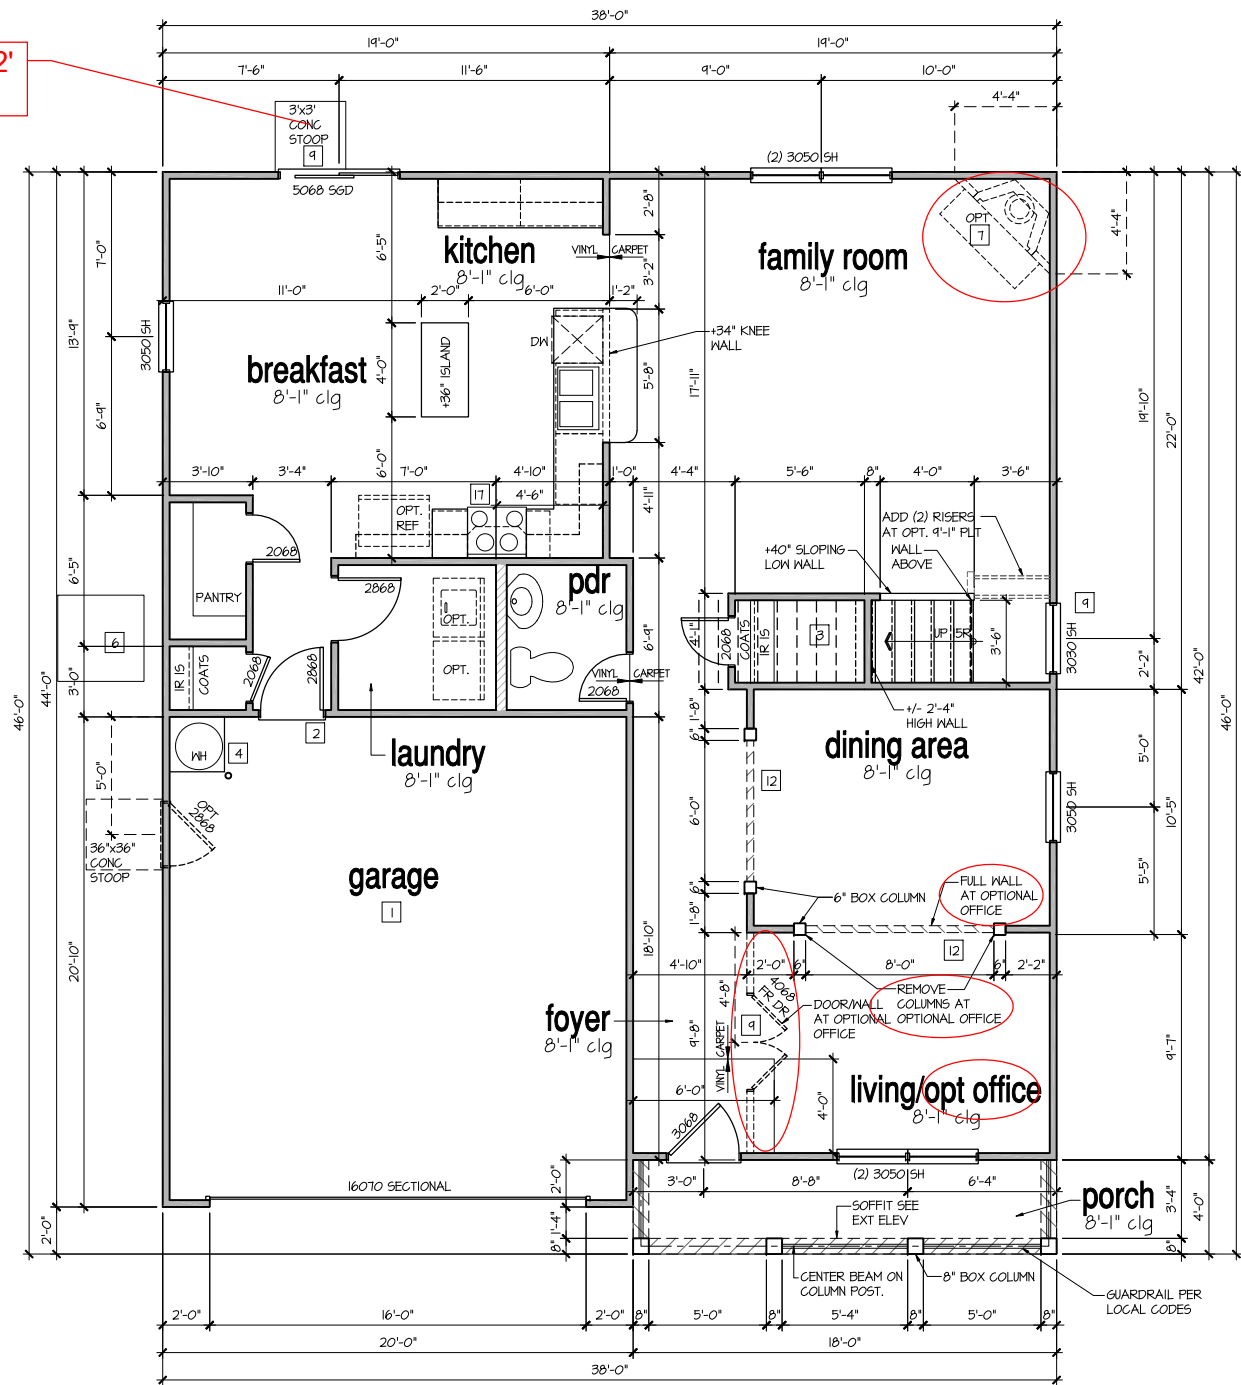 38'-0"
19'-0"
19'-0"
2'
7'-6"
11'-6"
9'-0"
10'-0"
4'-4"
3'x3'
CONC
STOOP
9
(2) 3050 SH
5068 SGD
2'-8"
OPT
7
4'-4"
7'-0"
6'-5"
kitchen
8'-1" clg
VINYL
CARPET
3'-2"
family room
8'-1" clg
11'-0"
2'-0"
6'-0"
1'-2"
3050 SH
13'-9"
DW
+34" KNEE
WALL
breakfast
8'-1" clg
4'-0"
+36" ISLAND
5'-8"
17'-11"
19'-10"
22'-0"
6'-9"
6'-0"
3'-10"
3'-4"
7'-0"
4'-10"
1'-0"
4'-4"
5'-6"
8"
4'-0"
3'-6"
17
4'-6"
OPT.
REF
4'-11"
ADD (2) RISERS
AT OPT. 9'-1" PLT
2068
+40" SLOPING
LOW WALL
WALL
ABOVE
6'-5"
2868
pdr
8'-1" clg
PANTRY
OPT.
9
6
6'-9"
4'-1"
2068
COATS
1R 1S
3
UP 5R
3'-6"
3030 SH
2'-2"
42'-0"
46'-0"
44'-0"
46'-0"
3'-0"
1R 1S
COATS
2068
2868
OPT.
VINYL
CARPET
2068
+/- 2'-4"
HIGH WALL
1'-8"
6"
WH
4
2
laundry
8'-1" clg
dining area
8'-1" clg
5'-0"
5'-0"
12
OPT
2868
6'-0"
3050 SH
10'-5"
36"x36"
CONC
STOOP
garage
1
5'-5"
FULL WALL
AT OPTIONAL
OFFICE
6" BOX COLUMN
6"
1'-8"
18'-10"
20'-10"
12
4'-10"
2'-0"
6"
8'-0"
6"
2'-2"
4'-8"
4068
FR DR
REMOVE
COLUMNS AT
OPTIONAL OFFICE
DOOR/WALL
AT OPTIONAL
OFFICE
foyer
8'-1" clg
9'-8"
9
VINYL
CARPET
9'-7"
6'-0"
4'-0"
living/opt office
8'-1" clg
3068
16070 SECTIONAL
2'-0"
3'-0"
8'-8"
(2) 3050 SH
6'-4"
porch
8'-1" clg
3'-4"
4'-0"
SOFFIT SEE
EXT ELEV
2'-0"
1'-4"
8"
8"
CENTER BEAM ON
COLUMN POST.
8" BOX COLUMN
GUARDRAIL PER
LOCAL CODES
2'-0"
16'-0"
2'-0"
8"
5'-0"
8"
5'-4"
8"
5'-0"
8"
20'-0"
18'-0"
38'-0"